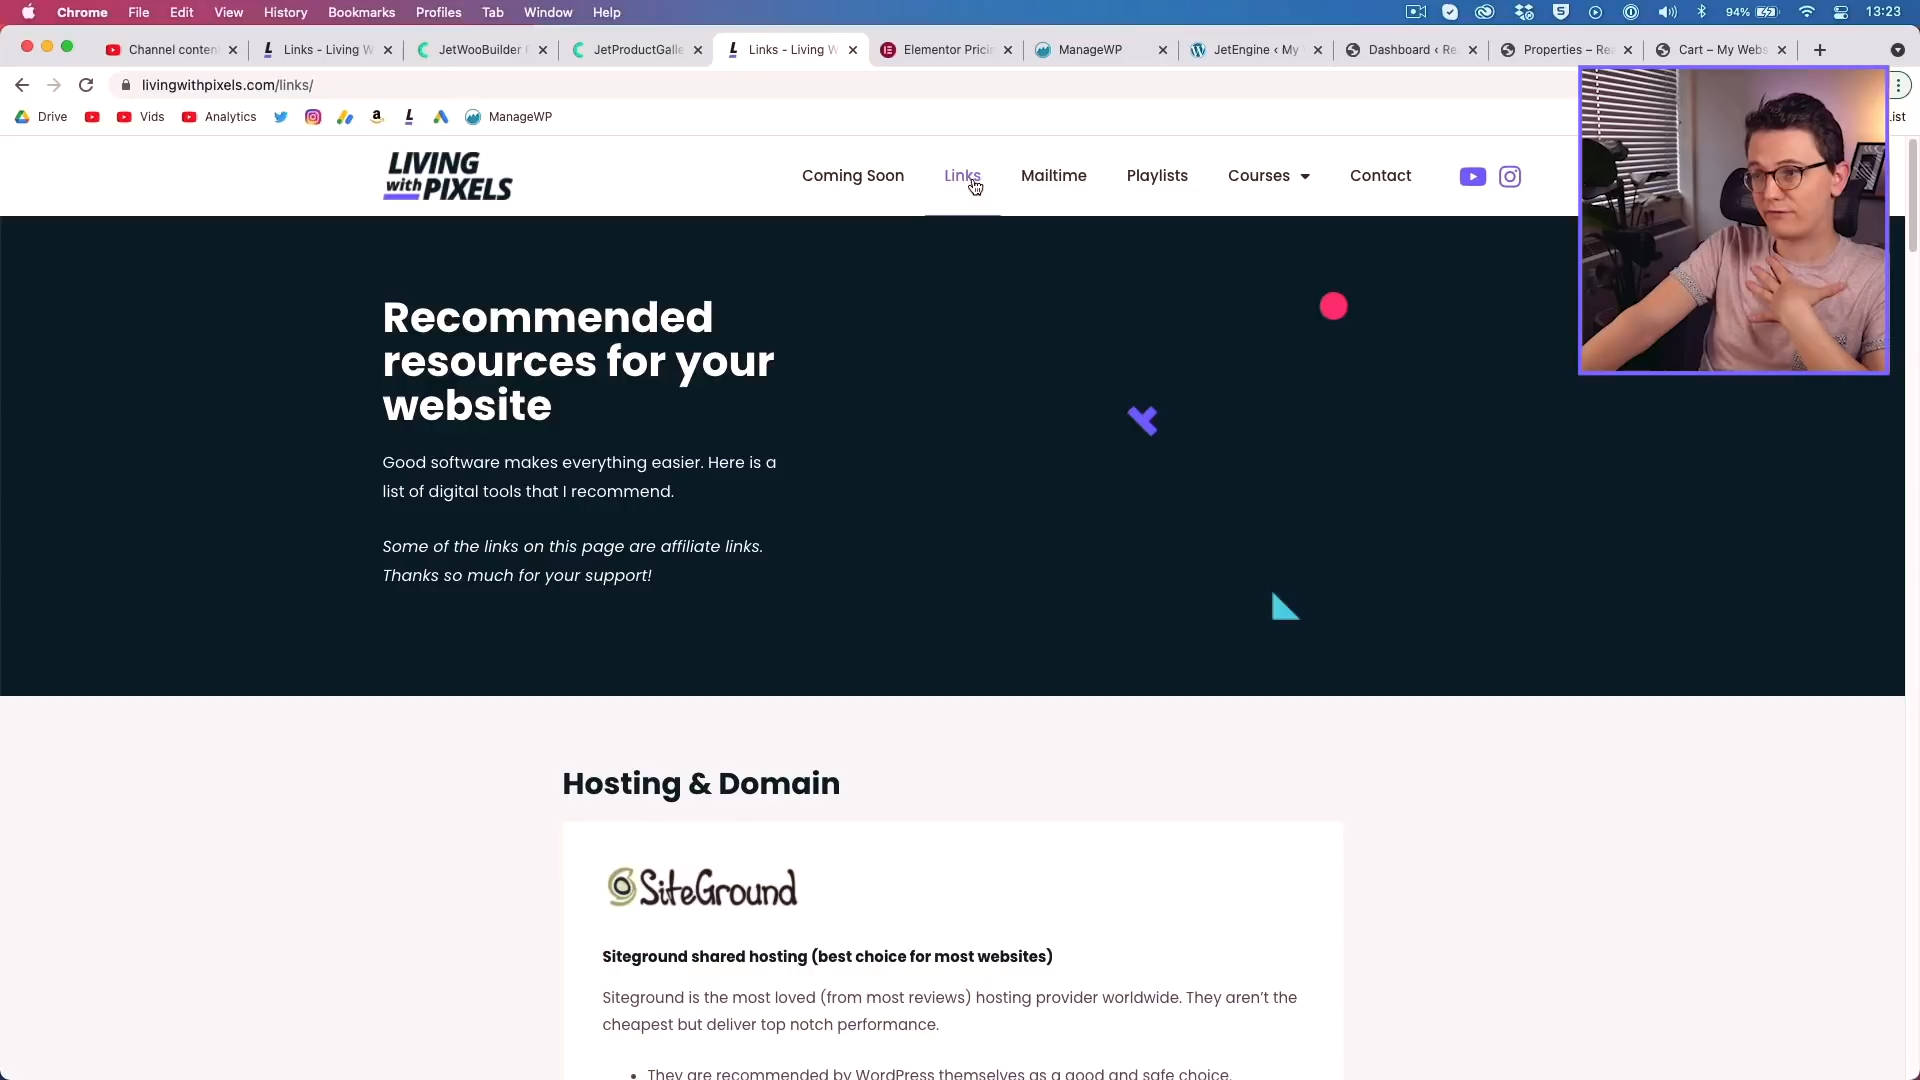 Chrome File Edit View History Bookmarks Profiles Tab Window Help 94% 13:23
Channel conten Links - Living W JetWooBuilder JetProductGalle Links - Living W Elementor Prici ManageWP JetEngine ‹ My Dashboard ‹ Re Properties – Rea Cart – My Webs
livingwithpixels.com/links/
Drive Vids Analytics ManageWP
LIVING
with PIXELS
Coming Soon Links Mailtime Playlists Courses Contact
Recommended
resources for your
website
Good software makes everything easier. Here is a
list of digital tools that I recommend.
Some of the links on this page are affiliate links.
Thanks so much for your support!
Hosting & Domain
SiteGround
Siteground shared hosting (best choice for most websites)
Siteground is the most loved (from most reviews) hosting provider worldwide. They aren't the
cheapest but deliver top notch performance.
• They are recommended by WordPress themselves as a good and safe choice.